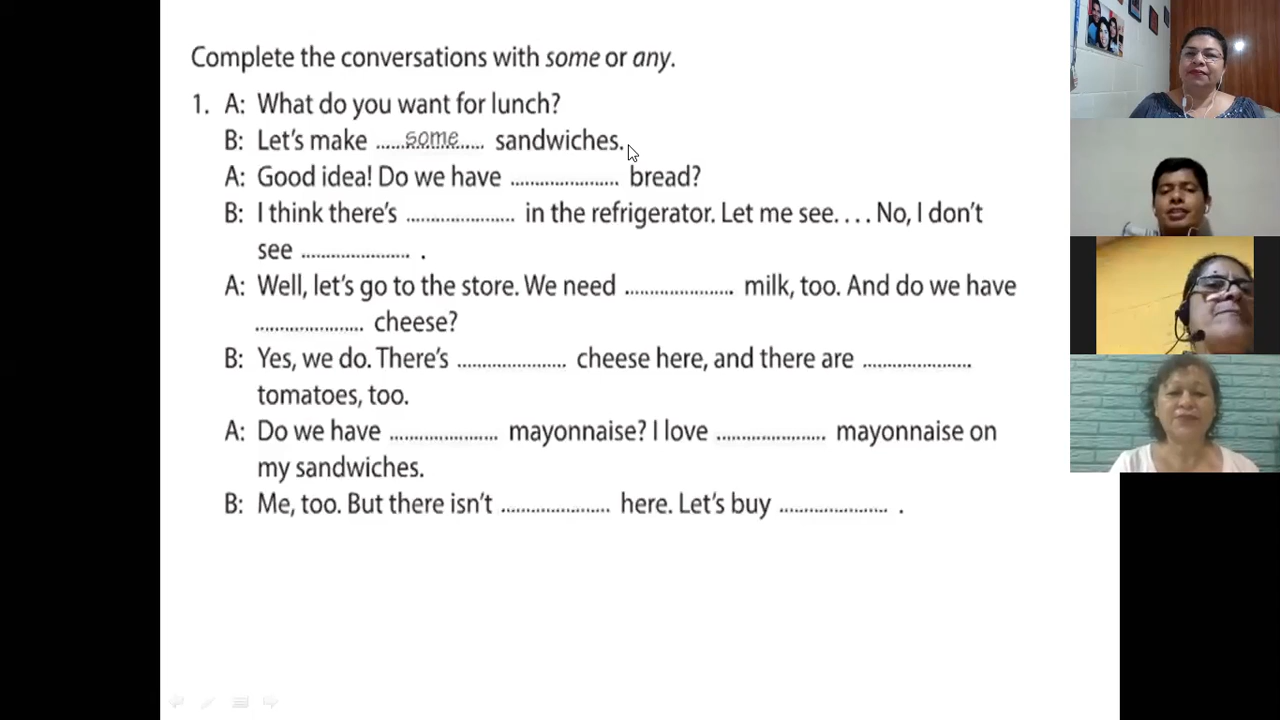 Complete the conversations with some or any.
1. A: What do you want for lunch?
B: Let's make ......some...... sandwiches.
A: Good idea! Do we have ..................... bread?
B: I think there's ..................... in the refrigerator. Let me see. . . . No, I don't
see ..................... .
A: Well, let's go to the store. We need ..................... milk, too. And do we have
..................... cheese?
B: Yes, we do. There's ..................... cheese here, and there are .....................
tomatoes, too.
A: Do we have ..................... mayonnaise? I love ..................... mayonnaise on
my sandwiches.
B: Me, too. But there isn't ..................... here. Let's buy ..................... .